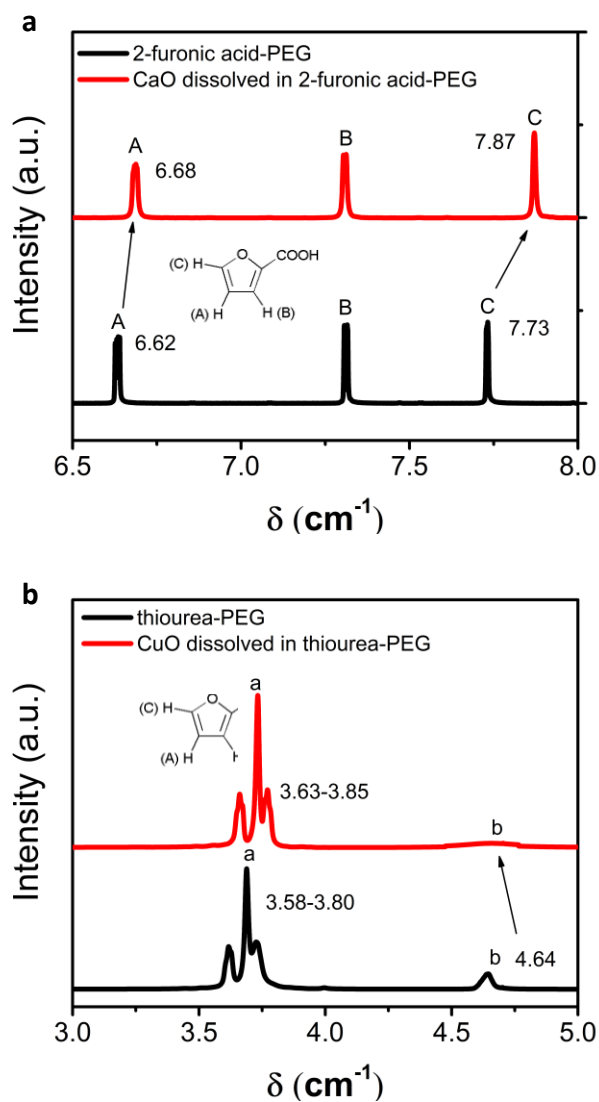 a
2-furonic acid-PEG
CaO dissolved in 2-furonic acid-PEG
A
6.68
B
7.87
C
O
COOH
(C) H
(A) H
H (B)
A
6.62
B
C
7.73
Intensity (a.u.)
6.5 7.0 7.5 8.0
δ (cm⁻¹)
b
thiourea-PEG
CuO dissolved in thiourea-PEG
a
(C) H
(A) H
3.63-3.85
b
a
3.58-3.80
b
4.64
Intensity (a.u.)
3.0 3.5 4.0 4.5 5.0
δ (cm⁻¹)